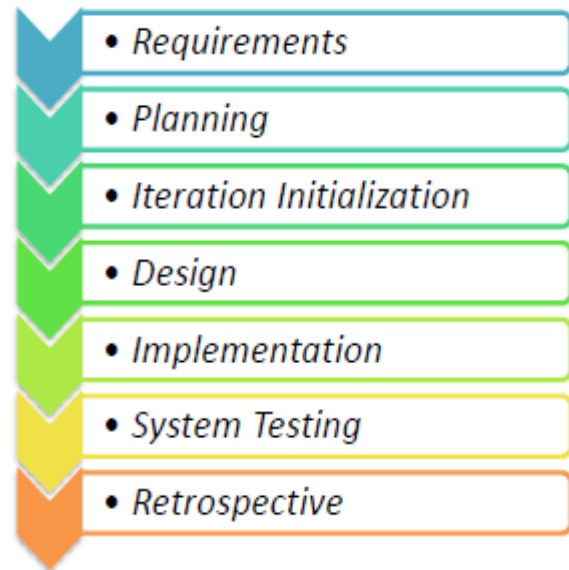 • Requirements
• Planning
• Iteration Initialization
• Design
• Implementation
• System Testing
• Retrospective